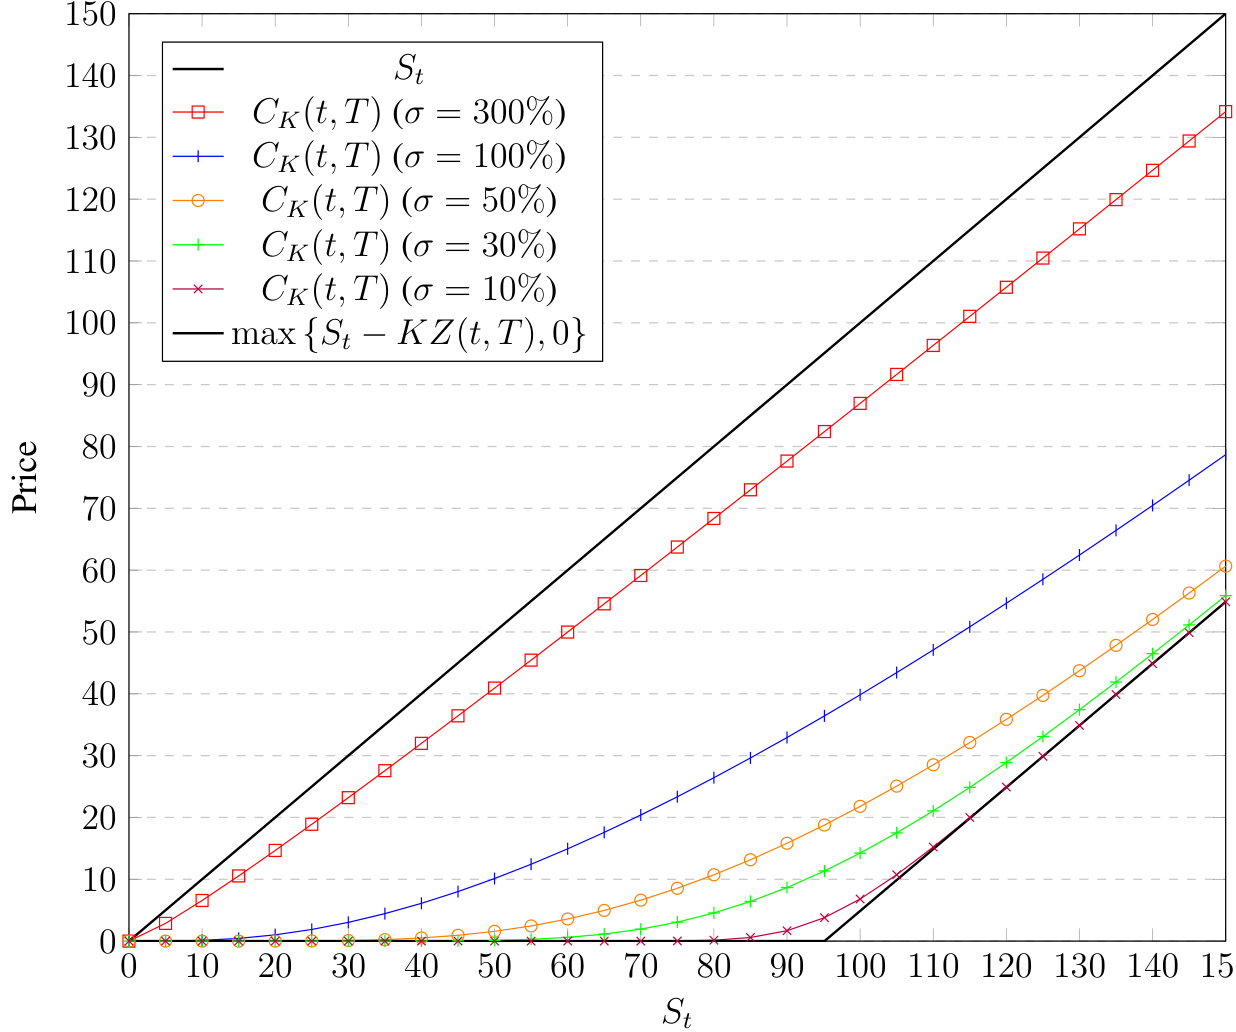 150
140
130
120
110
100
90
80
70
60
50
40
30
20
10
0
Price
S_t
C_K(t, T) (σ = 300%)
C_K(t, T) (σ = 100%)
C_K(t, T) (σ = 50%)
C_K(t, T) (σ = 30%)
C_K(t, T) (σ = 10%)
max {S_t − KZ(t, T), 0}
0 10 20 30 40 50 60 70 80 90 100 110 120 130 140 15
S_t